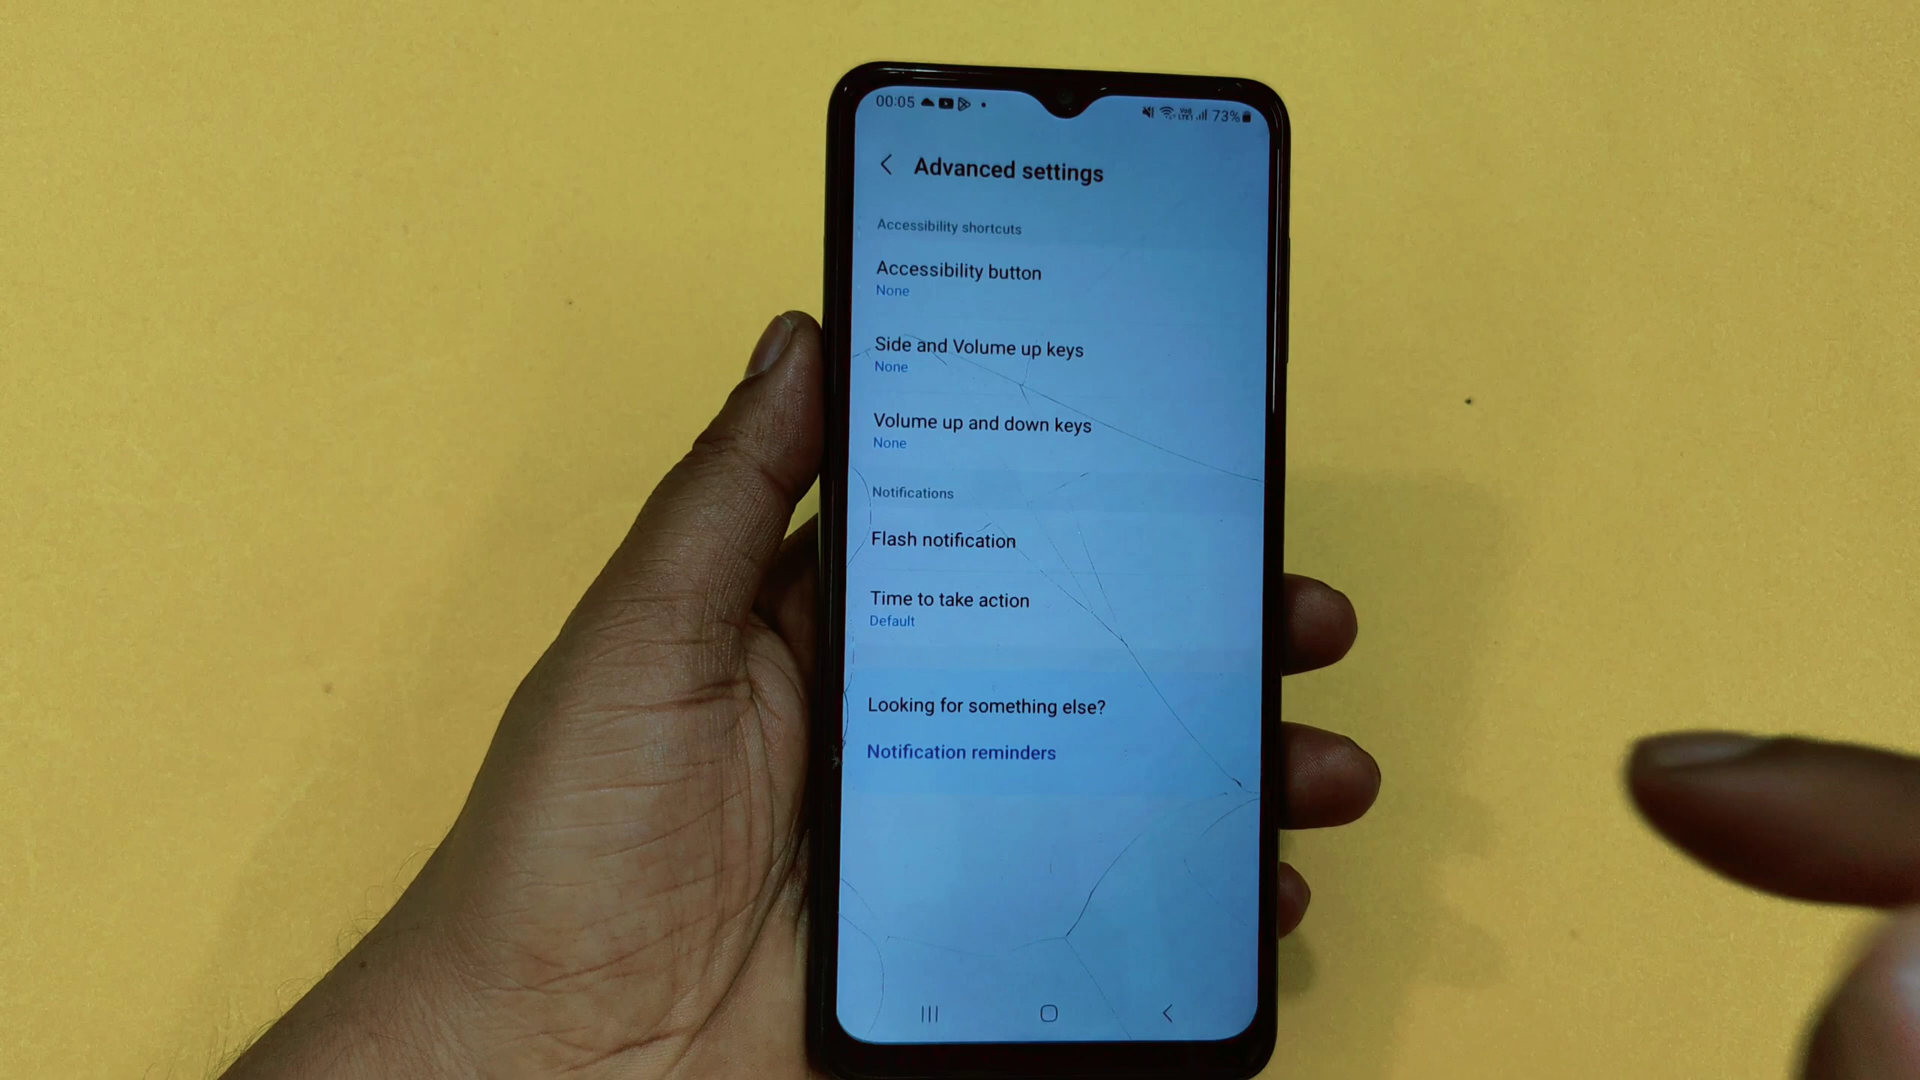 00:05
73%
Advanced settings
Accessibility shortcuts
Accessibility button
None
Side and Volume up keys
None
Volume up and down keys
None
Notifications
Flash notification
Time to take action
Default
Looking for something else?
Notification reminders